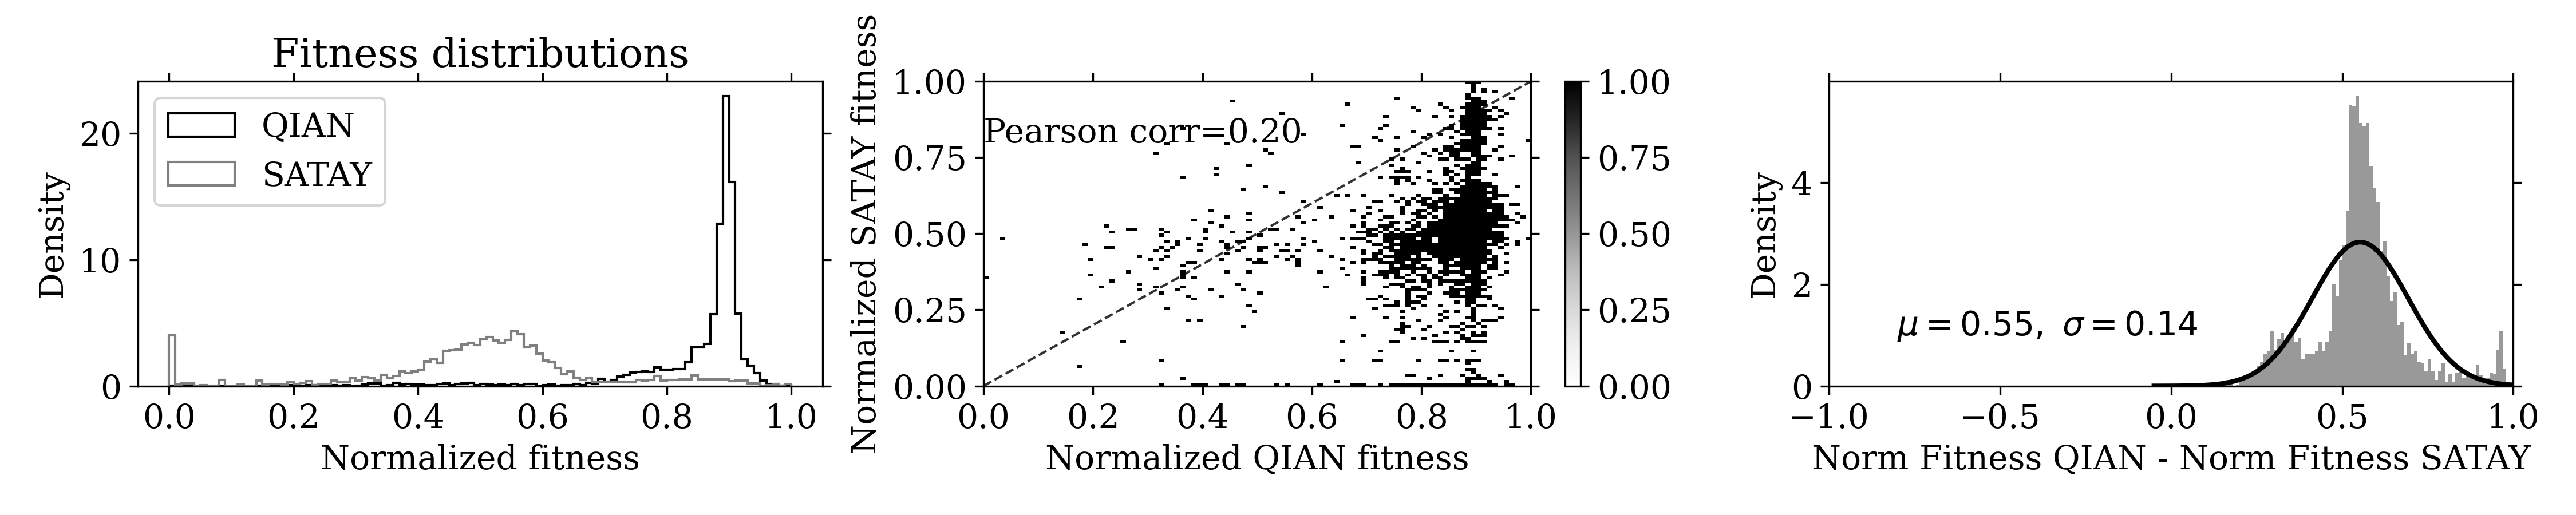 Fitness distributions
QIAN
SATAY
Density
0
10
20
0.0 0.2 0.4 0.6 0.8 1.0
Normalized fitness
Normalized SATAY fitness
1.00
0.75
0.50
0.25
0.00
Pearson corr=0.20
0.0 0.2 0.4 0.6 0.8 1.0
Normalized QIAN fitness
1.00
0.75
0.50
0.25
0.00
Density
4
2
0
μ = 0.55, σ = 0.14
−1.0 −0.5 0.0 0.5 1.0
Norm Fitness QIAN - Norm Fitness SATAY